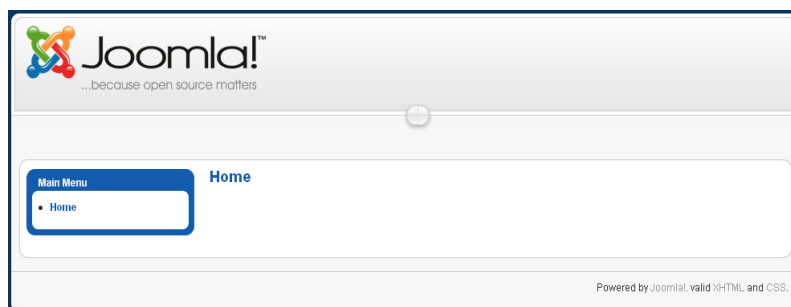 Joomla!™
...because open source matters
Main Menu
Home
Home
Powered by Joomla!, valid XHTML and CSS.